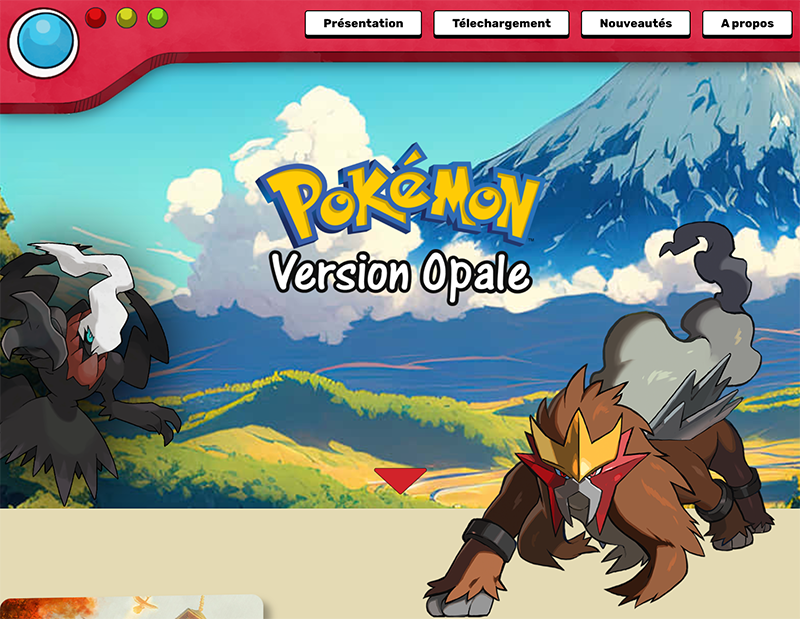 Présentation
Télechargement
Nouveautés
A propos
POKéMON
Version Opale